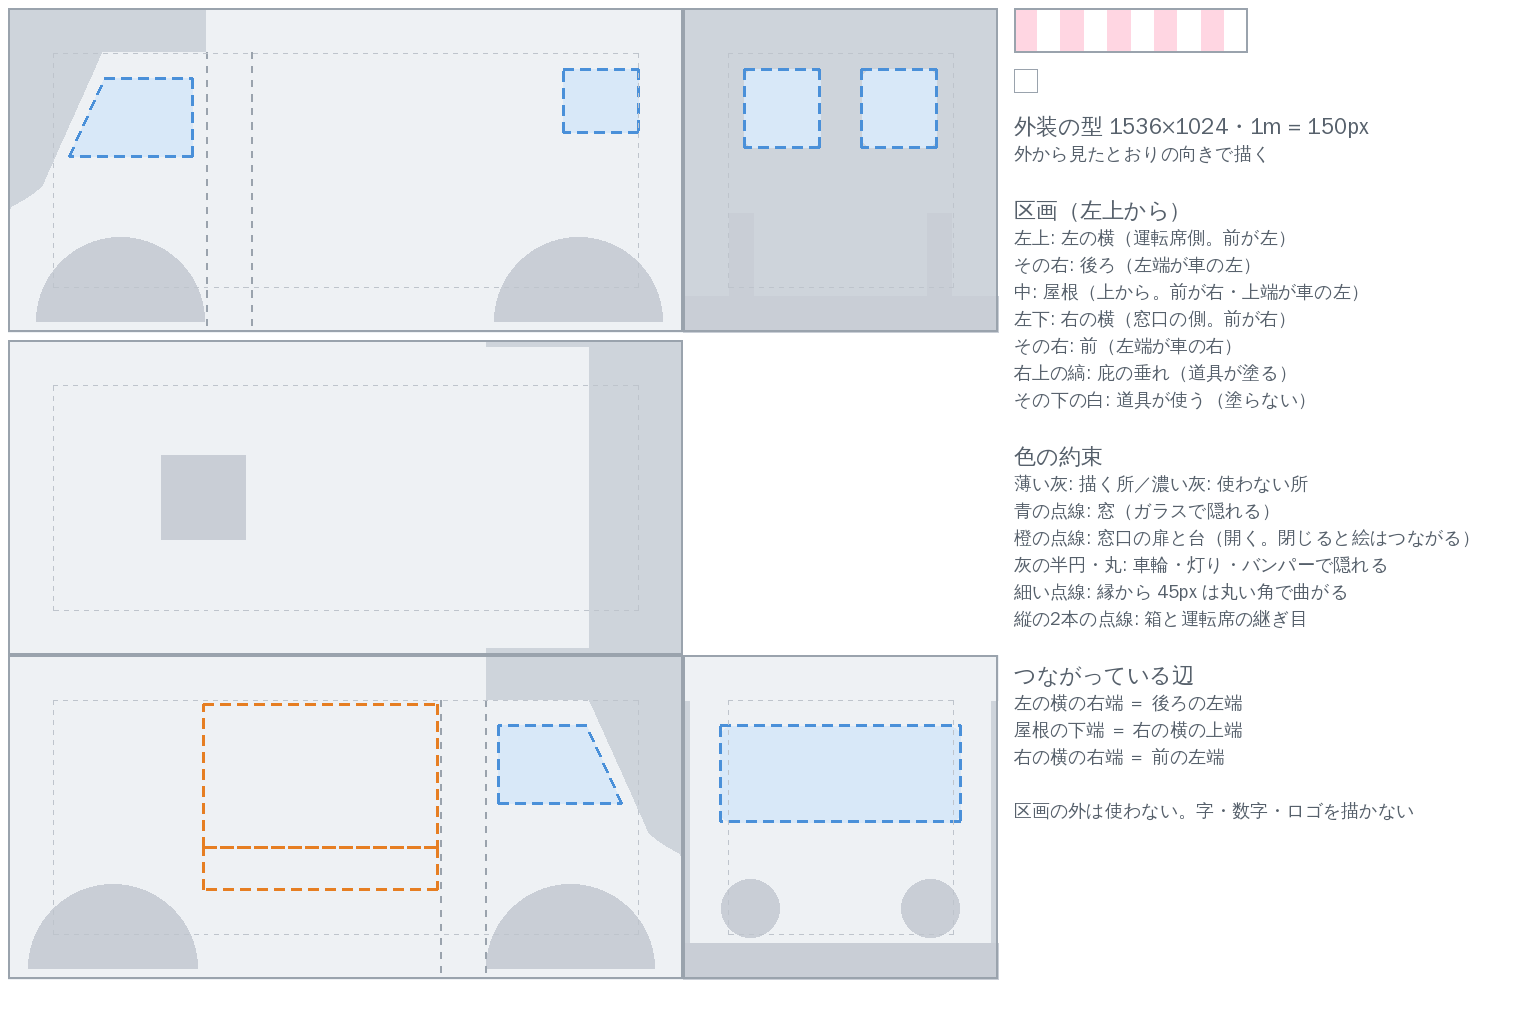 外装の型 1536×1024・1m = 150px
外から見たとおりの向きで描く
区画（左上から）
左上: 左の横（運転席側。前が左）
その右: 後ろ（左端が車の左）
中: 屋根（上から。前が右・上端が車の左）
左下: 右の横（窓口の側。前が右）
その右: 前（左端が車の右）
右上の縞: 庇の垂れ（道具が塗る）
その下の白: 道具が使う（塗らない）
色の約束
薄い灰: 描く所／濃い灰: 使わない所
青の点線: 窓（ガラスで隠れる）
橙の点線: 窓口の扉と台（開く。閉じると絵はつながる）
灰の半円・丸: 車輪・灯り・バンパーで隠れる
細い点線: 縁から 45px は丸い角で曲がる
縦の2本の点線: 箱と運転席の継ぎ目
つながっている辺
左の横の右端 = 後ろの左端
屋根の下端 = 右の横の上端
右の横の右端 = 前の左端
区画の外は使わない。字・数字・ロゴを描かない